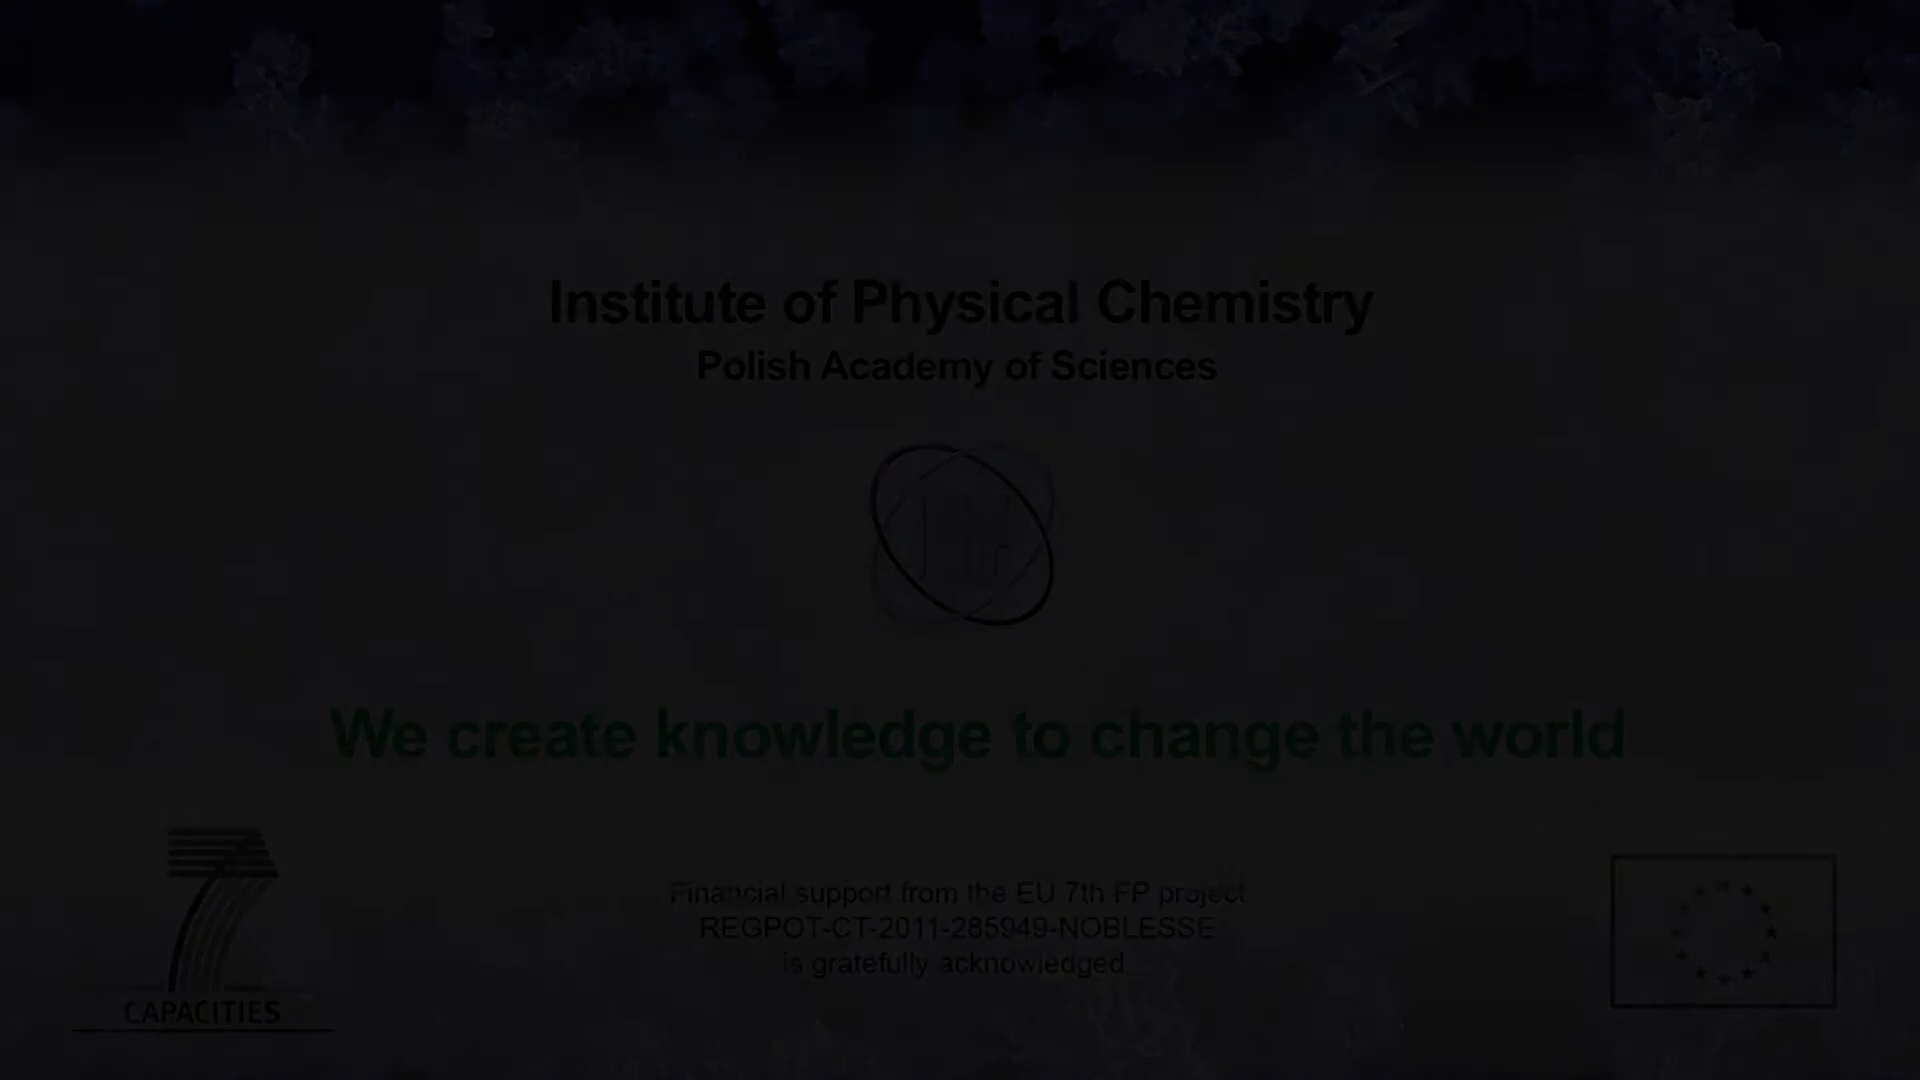 Institute of Physical Chemistry
Polish Academy of Sciences
We create knowledge to change the world
Financial support from the EU 7th FP project
REGPOT-CT-2011-285949-NOBLESSE
is gratefully acknowledged.
7
CAPACITIES